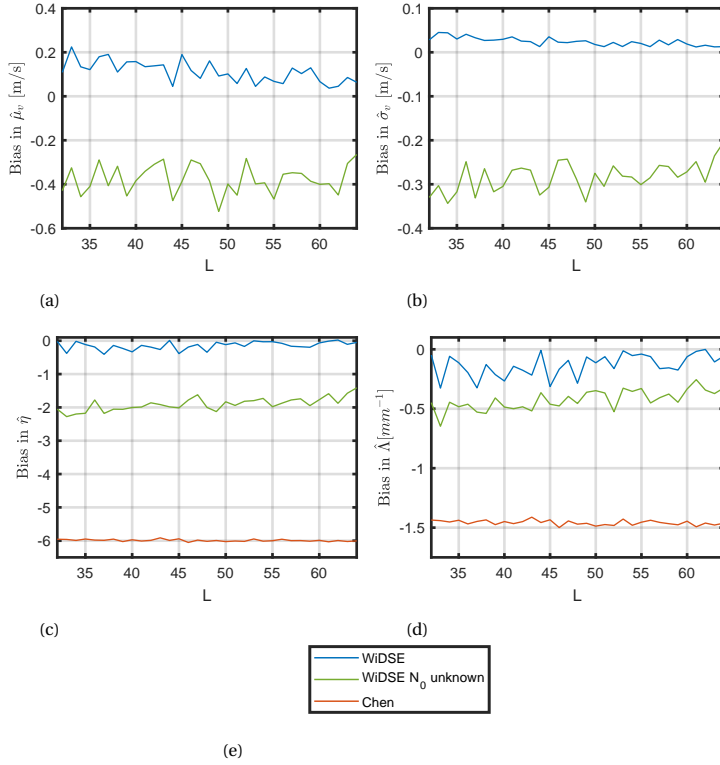 0.4
0.2
0
-0.2
-0.4
-0.6
Bias in μ̂_v [m/s]
35 40 45 50 55 60
L
(a)
0.1
0
-0.1
-0.2
-0.3
-0.4
Bias in σ̂_v [m/s]
35 40 45 50 55 60
L
(b)
0
-1
-2
-3
-4
-5
-6
Bias in η̂
35 40 45 50 55 60
L
(c)
0
-0.5
-1
-1.5
Bias in Λ̂[mm⁻¹]
35 40 45 50 55 60
L
(d)
WiDSE
WiDSE N₀ unknown
Chen
(e)